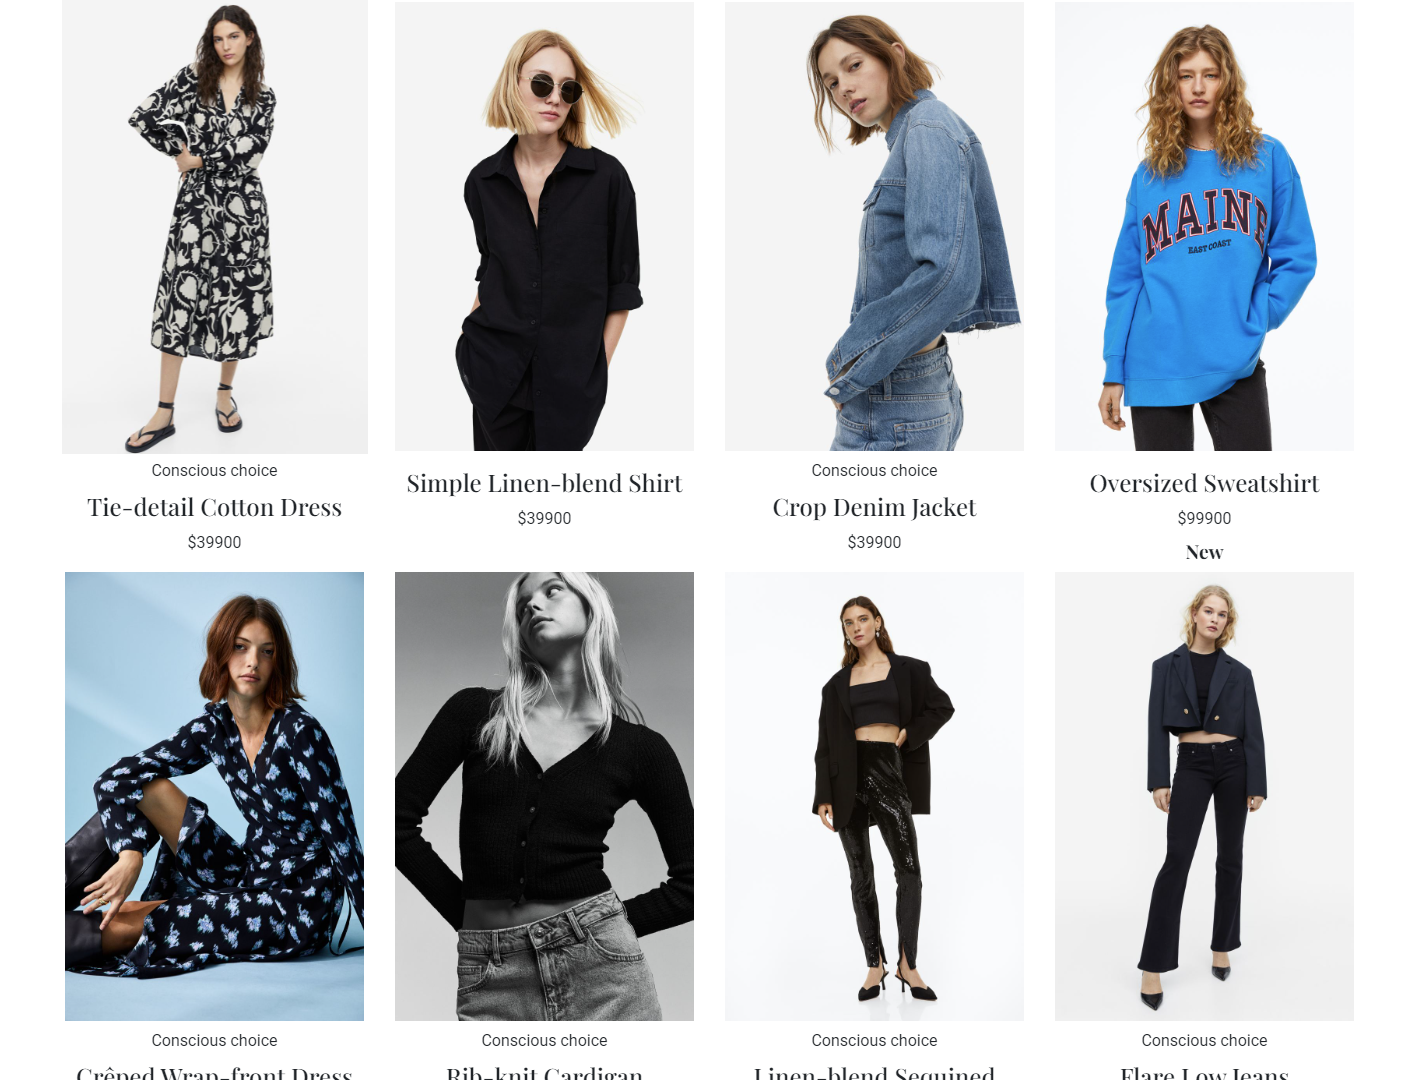 MAINE
EAST COAST
Conscious choice
Tie-detail Cotton Dress
$39900
Simple Linen-blend Shirt
$39900
Conscious choice
Crop Denim Jacket
$39900
Oversized Sweatshirt
$99900
New
Conscious choice
Crêped Wrap-front Dress
Conscious choice
Rib-knit Cardigan
Conscious choice
Linen-blend Sequined
Conscious choice
Flare Low Jeans